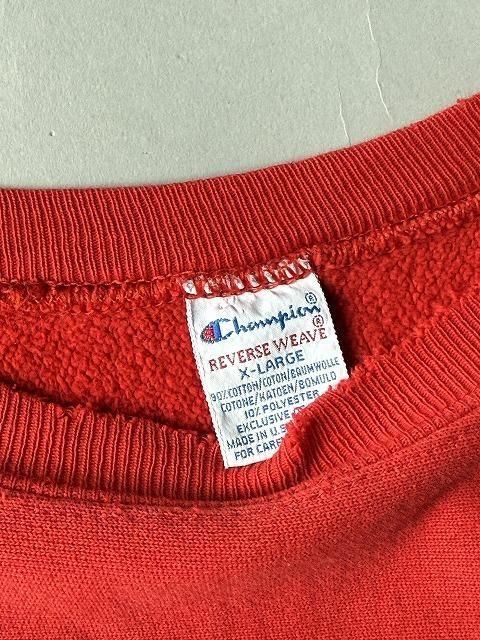 Champion®
REVERSE WEAVE®
X-LARGE
90% COTTON/COTON/BAUMWOLLE
COTONE/KATOEN/BOMULD
10% POLYESTER
EXCLUSIVE
MADE IN U.S
FOR CARE